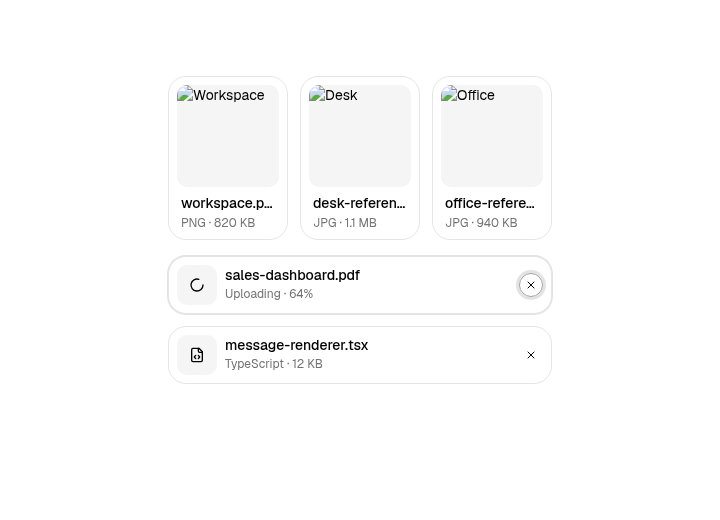 Workspace
workspace.p...
PNG · 820 KB
Desk
desk-referen...
JPG · 1.1 MB
Office
office-refere...
JPG · 940 KB
sales-dashboard.pdf
Uploading · 64%
message-renderer.tsx
TypeScript · 12 KB